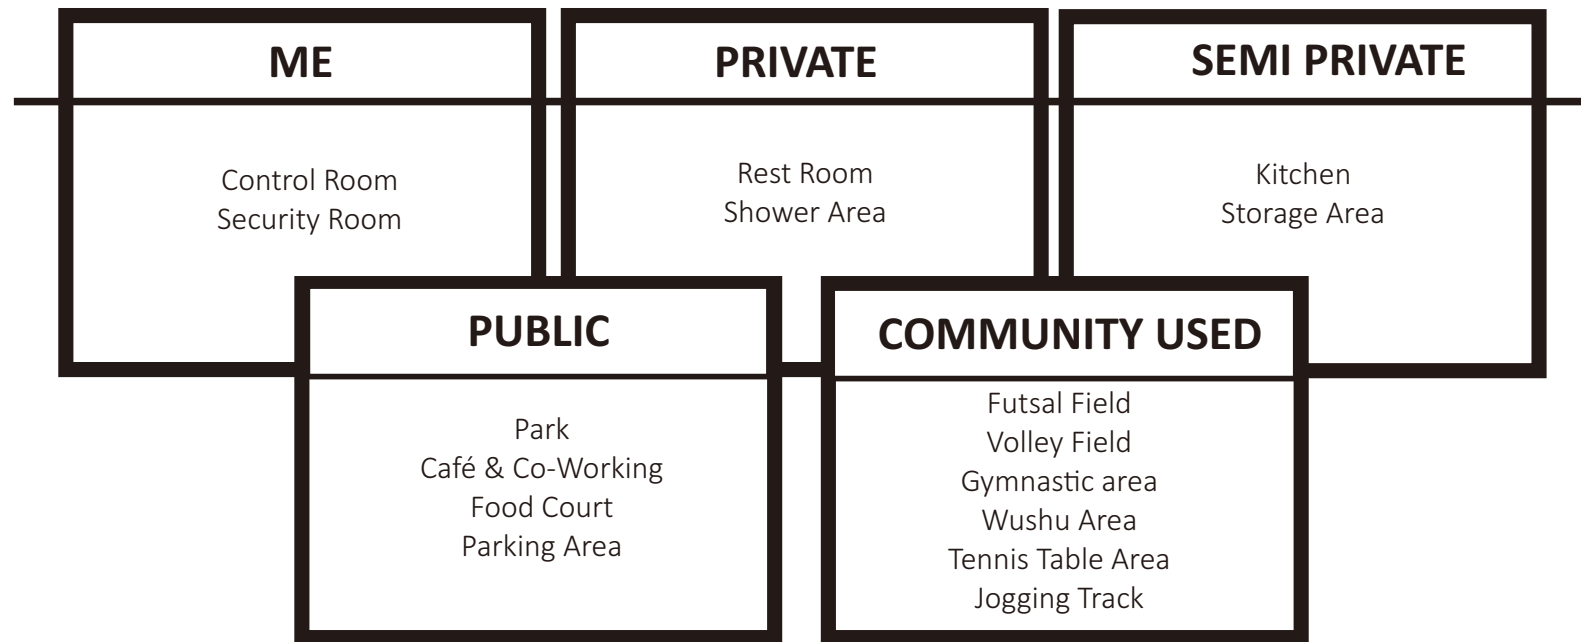 ME
Control Room
Security Room
PRIVATE
Rest Room
Shower Area
SEMI PRIVATE
Kitchen
Storage Area
PUBLIC
Park
Café & Co-Working
Food Court
Parking Area
COMMUNITY USED
Futsal Field
Volley Field
Gymnastic area
Wushu Area
Tennis Table Area
Jogging Track